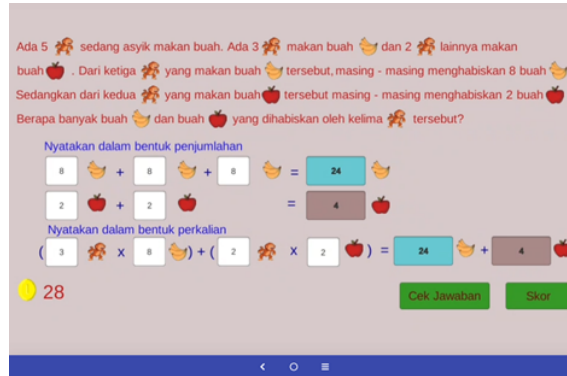 Ada 5 sedang asyik makan buah. Ada 3 makan buah dan 2 lainnya makan
buah . Dari ketiga yang makan buah tersebut, masing - masing menghabiskan 8 buah
Sedangkan dari kedua yang makan buah tersebut masing - masing menghabiskan 2 buah
Berapa banyak buah dan buah yang dihabiskan oleh kelima tersebut?
Nyatakan dalam bentuk penjumlahan
8 + 8 + 8 = 24
2 + 2 = 4
Nyatakan dalam bentuk perkalian
( 3 x 8 ) + ( 2 x 2 ) = 24 + 4
28
Cek Jawaban Skor